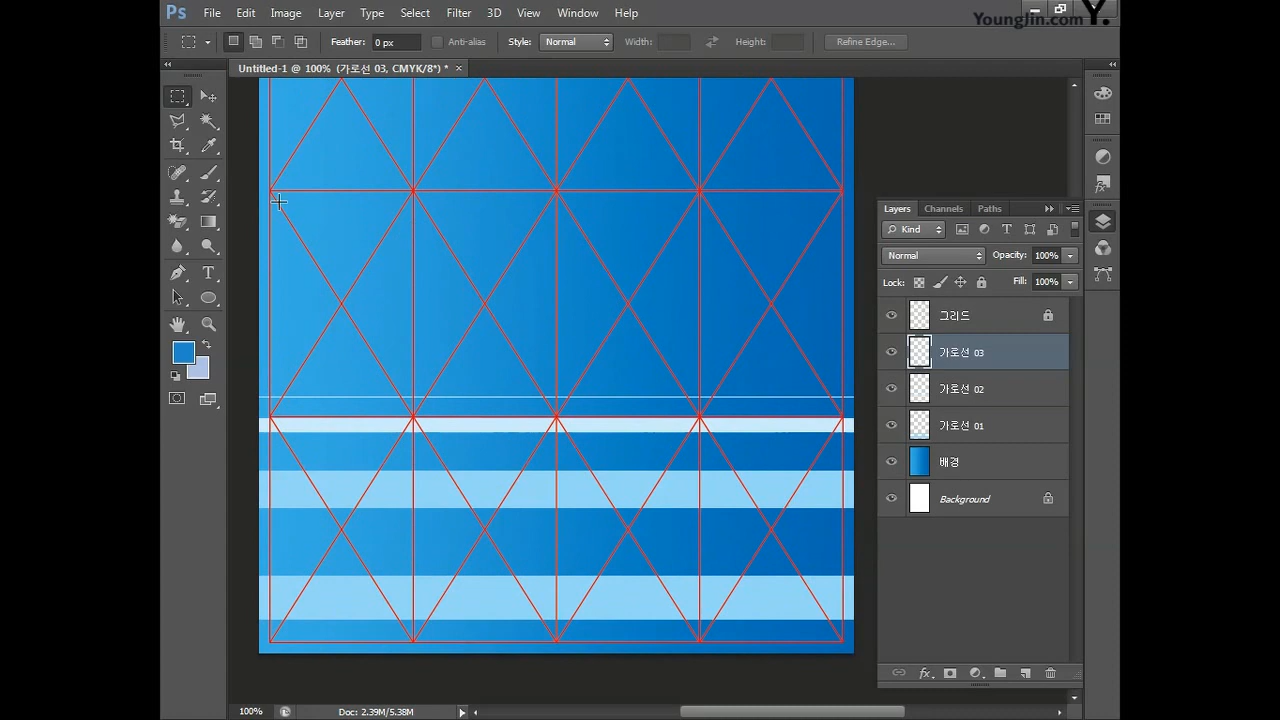 Ps File Edit Image Layer Type Select Filter 3D View Window Help
YoungJin.com Y.
Feather: 0 px Anti-alias Style: Normal Width: Height: Refine Edge...
Untitled-1 @ 100% (가로선 03, CMYK/8*) *
Layers Channels Paths
Kind
Normal Opacity: 100%
Lock: Fill: 100%
그리드
가로선 03
가로선 02
가로선 01
배경
Background
100% Doc: 2.39M/5.38M